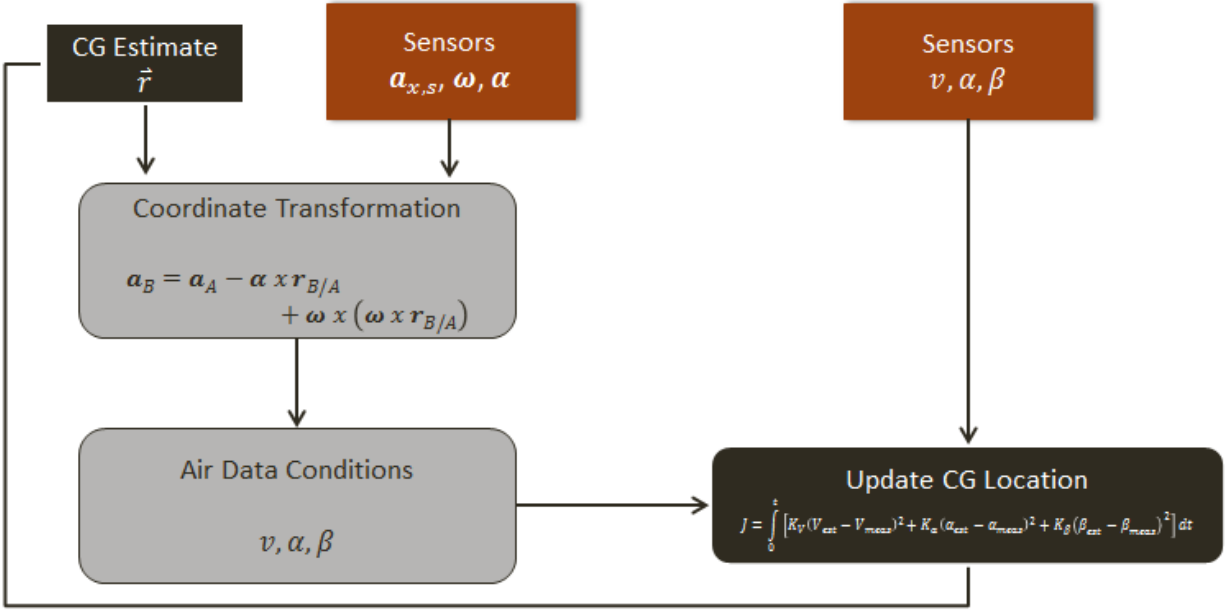 CG Estimate
r⃗
Sensors
a_{x,s}, ω, α
Sensors
v, α, β
Coordinate Transformation
a_B = a_A − α x r_{B/A}
+ ω x (ω x r_{B/A})
Air Data Conditions
v, α, β
Update CG Location
J = ∫_0^t [K_V(V_est − V_meas)² + K_α(α_est − α_meas)² + K_β(β_est − β_meas)²] dt